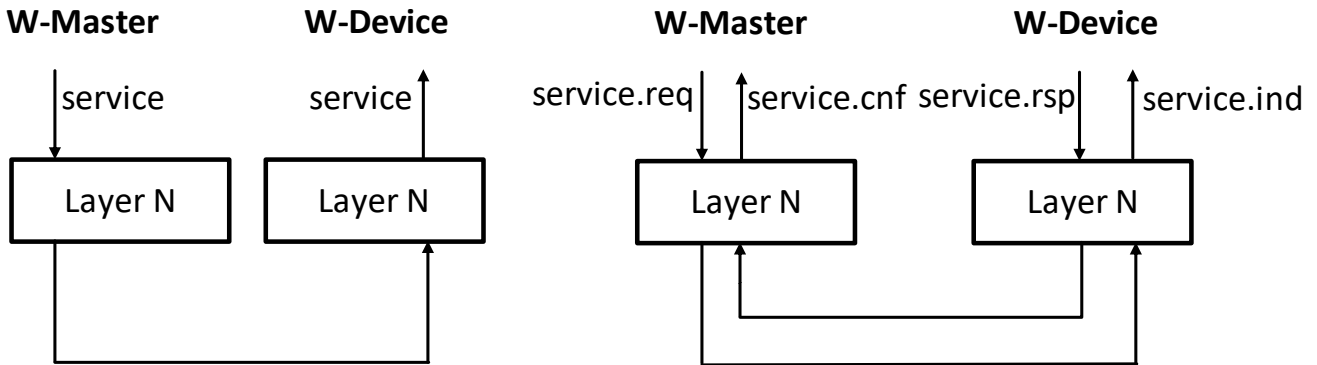 W-Master W-Device W-Master W-Device
service service service.req service.cnf service.rsp service.ind
Layer N Layer N Layer N Layer N